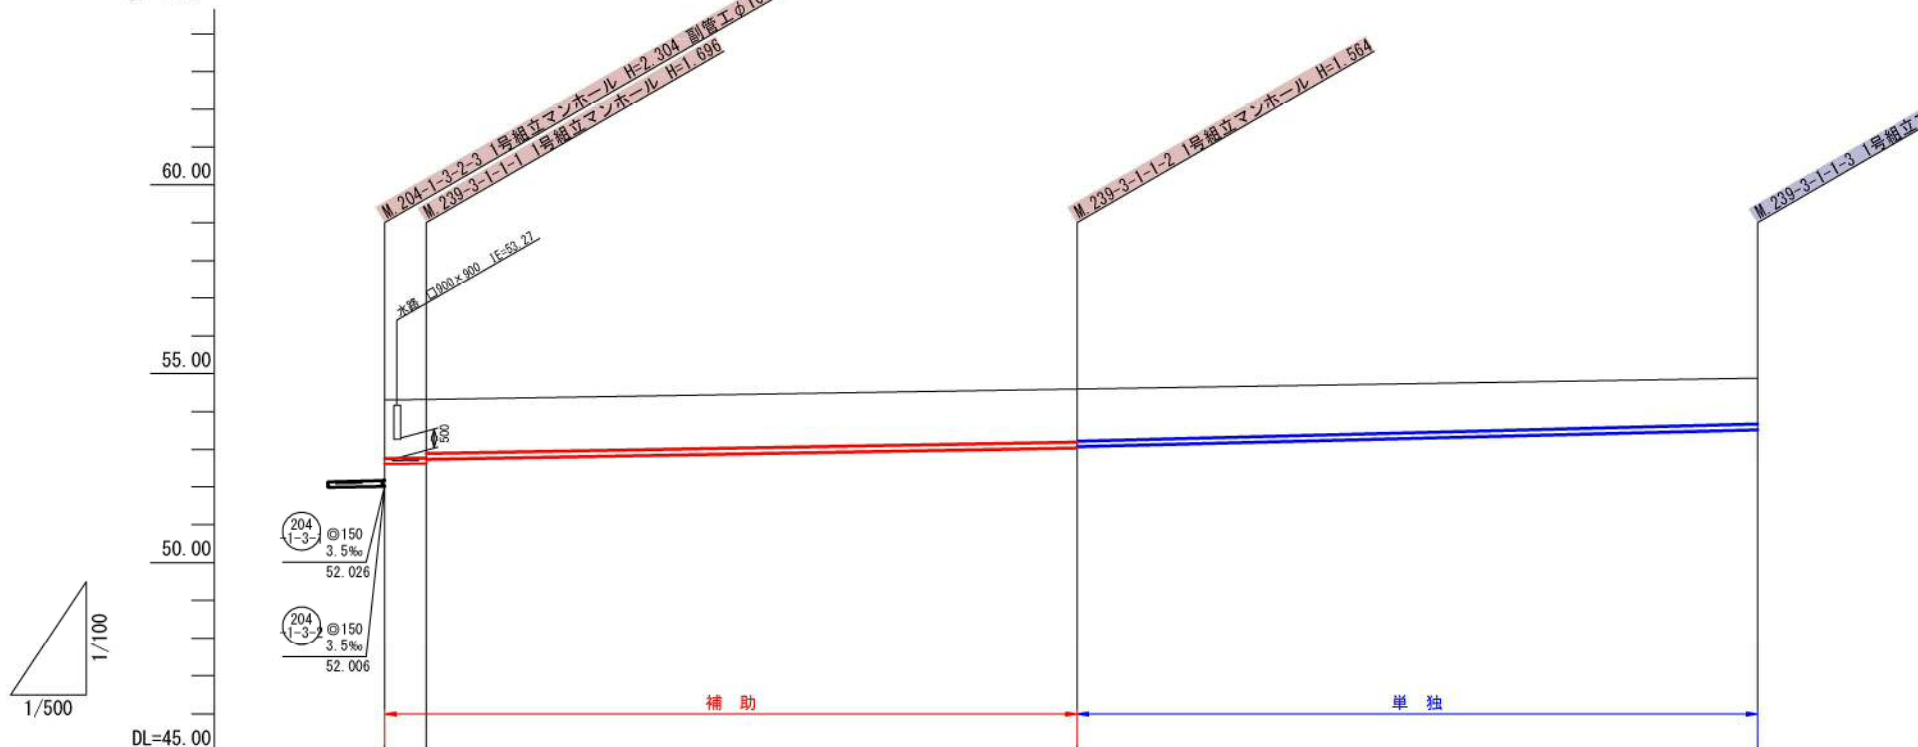 M.204-1-3-2-3 1号組立マンホール H=2.304 副管工φ
M.239-3-1-1-1 1号組立マンホール H=1.696
M.239-3-1-1-2 1号組立マンホール H=1.564
M.239-3-1-1-3 1号組立
60.00
水路 □900×900 IE=53.27
55.00
500
50.00
204
-1-3-1
◎150
3.5‰
52.026
204
-1-3-2
◎150
3.5‰
52.006
1/100
1/500
補 助
単 独
DL=45.00